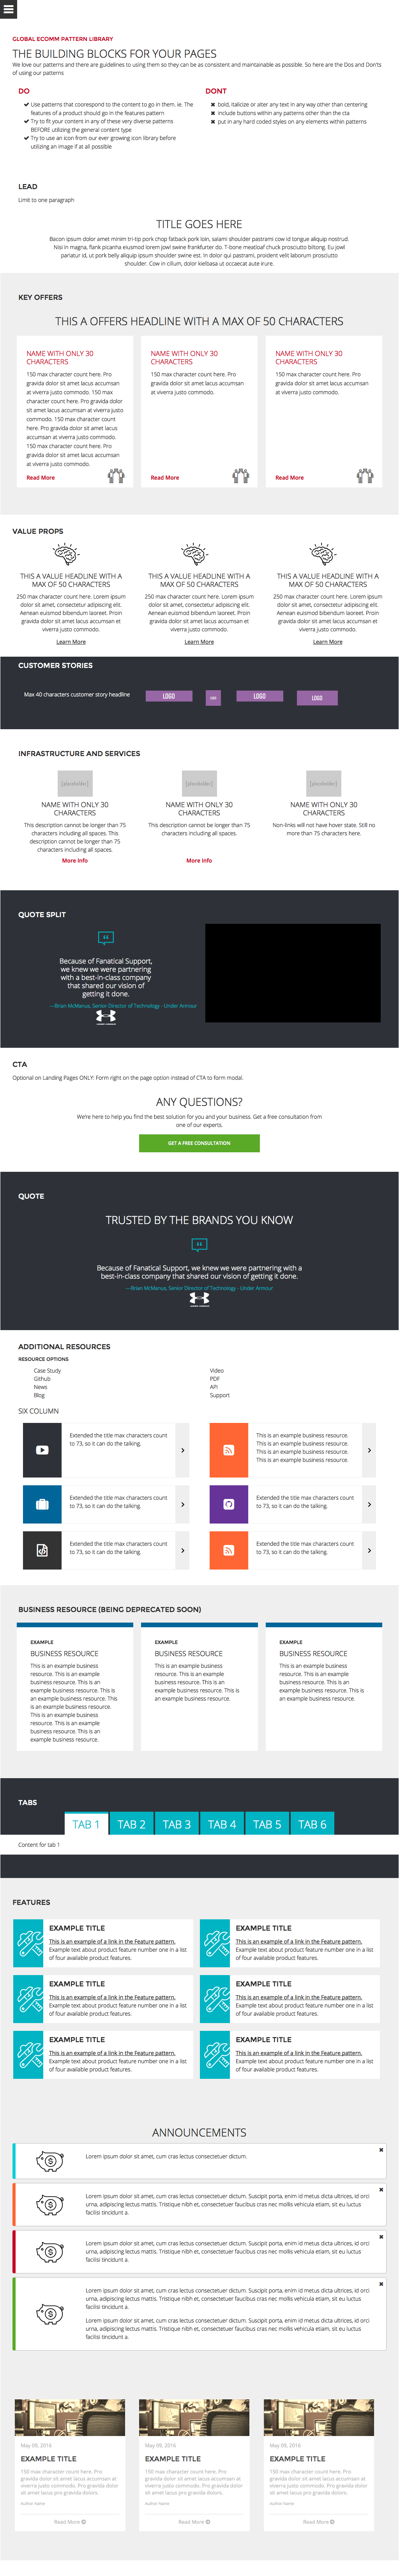 GLOBAL ECOMM PATTERN LIBRARY
THE BUILDING BLOCKS FOR YOUR PAGES
We love our patterns and there are guidelines to using them so they can be as consistent and maintainable as possible. So here are the Dos and Don'ts
of using our patterns
DO
Use patterns that coorespond to the content to go in them. ie. The
features of a product should go in the features pattern
Try to fit your content in any of these very diverse patterns
BEFORE utilizing the general content type
Try to use an icon from our ever growing icon library before
utilizing an image if at all possible
DONT
bold, italicize or alter any text in any way other than centering
include buttons within any patterns other than the cta
put in any hard coded styles on any elements within patterns
LEAD
Limit to one paragraph
TITLE GOES HERE
Bacon ipsum dolor amet minim tri-tip pork chop fatback pork loin, salami shoulder pastrami cow id tongue aliquip nostrud.
Nisi in magna, flank picanha eiusmod lorem jowl swine frankfurter do. T-bone meatloaf chuck prosciutto biltong. Eu jowl
pariatur id, ut pork belly aliquip ipsum shoulder swine est. In dolor qui pastrami, proident velit laborum prosciutto
shoulder. Cow in cillum, dolor kielbasa ut occaecat aute irure.
KEY OFFERS
THIS A OFFERS HEADLINE WITH A MAX OF 50 CHARACTERS
NAME WITH ONLY 30
CHARACTERS
150 max character count here. Pro
gravida dolor sit amet lacus accumsan
at viverra justo commodo. 150 max
character count here. Pro gravida dolor
sit amet lacus accumsan at viverra justo
commodo. 150 max character count
here. Pro gravida dolor sit amet lacus
accumsan at viverra justo commodo.
150 max character count here. Pro
gravida dolor sit amet lacus accumsan
at viverra justo commodo.
Read More
NAME WITH ONLY 30
CHARACTERS
150 max character count here. Pro
gravida dolor sit amet lacus accumsan
at viverra justo commodo.
Read More
NAME WITH ONLY 30
CHARACTERS
150 max character count here. Pro
gravida dolor sit amet lacus accumsan
at viverra justo commodo.
Read More
VALUE PROPS
THIS A VALUE HEADLINE WITH A
MAX OF 50 CHARACTERS
250 max character count here. Lorem ipsum
dolor sit amet, consectetur adipiscing elit.
Aenean euismod bibendum laoreet. Proin
gravida dolor sit amet lacus accumsan et
viverra justo commodo.
Learn More
THIS A VALUE HEADLINE WITH A
MAX OF 50 CHARACTERS
250 max character count here. Lorem ipsum
dolor sit amet, consectetur adipiscing elit.
Aenean euismod bibendum laoreet. Proin
gravida dolor sit amet lacus accumsan et
viverra justo commodo.
Learn More
THIS A VALUE HEADLINE WITH A
MAX OF 50 CHARACTERS
250 max character count here. Lorem ipsum
dolor sit amet, consectetur adipiscing elit.
Aenean euismod bibendum laoreet. Proin
gravida dolor sit amet lacus accumsan et
viverra justo commodo.
Learn More
CUSTOMER STORIES
Max 40 characters customer story headline
LOGO
LOGO
LOGO
LOGO
INFRASTRUCTURE AND SERVICES
[placeholder]
NAME WITH ONLY 30
CHARACTERS
This description cannot be longer than 75
characters including all spaces. This
description cannot be longer than 75
characters including all spaces.
More Info
[placeholder]
NAME WITH ONLY 30
CHARACTERS
This description cannot be longer than 75
characters including all spaces.
More Info
[placeholder]
NAME WITH ONLY 30
CHARACTERS
Non-links will not have hover state. Still no
more than 75 characters here.
QUOTE SPLIT
Because of Fanatical Support,
we knew we were partnering
with a best-in-class company
that shared our vision of
getting it done.
—Brian McManus, Senior Director of Technology - Under Armour
UNDER ARMOUR
CTA
Optional on Landing Pages ONLY: Form right on the page option instead of CTA to form modal.
ANY QUESTIONS?
We're here to help you find the best solution for you and your business. Get a free consultation from
one of our experts.
GET A FREE CONSULTATION
QUOTE
TRUSTED BY THE BRANDS YOU KNOW
Because of Fanatical Support, we knew we were partnering with a
best-in-class company that shared our vision of getting it done.
—Brian McManus, Senior Director of Technology - Under Armour
UNDER ARMOUR
ADDITIONAL RESOURCES
RESOURCE OPTIONS
Case Study
Github
News
Blog
Video
PDF
API
Support
SIX COLUMN
Extended the title max characters count
to 73, so it can do the talking.
This is an example business resource.
This is an example business resource.
This is an example business resource.
This is an example business resource.
Extended the title max characters count
to 73, so it can do the talking.
Extended the title max characters count
to 73, so it can do the talking.
Extended the title max characters count
to 73, so it can do the talking.
Extended the title max characters count
to 73, so it can do the talking.
BUSINESS RESOURCE (BEING DEPRECATED SOON)
EXAMPLE
BUSINESS RESOURCE
This is an example business
resource. This is an example
business resource. This is an
example business resource. This is
an example business resource. This
is an example business resource.
This is an example business
resource. This is an example
business resource. This is an
example business resource.
EXAMPLE
BUSINESS RESOURCE
This is an example business
resource. This is an example
business resource. This is an
example business resource. This is
an example business resource.
EXAMPLE
BUSINESS RESOURCE
This is an example business
resource. This is an example
business resource. This is an
example business resource. This is
an example business resource.
TABS
TAB 1
TAB 2
TAB 3
TAB 4
TAB 5
TAB 6
Content for tab 1
FEATURES
EXAMPLE TITLE
This is an example of a link in the Feature pattern.
Example text about product feature number one in a list
of four available product features.
EXAMPLE TITLE
This is an example of a link in the Feature pattern.
Example text about product feature number one in a list
of four available product features.
EXAMPLE TITLE
This is an example of a link in the Feature pattern.
Example text about product feature number one in a list
of four available product features.
EXAMPLE TITLE
This is an example of a link in the Feature pattern.
Example text about product feature number one in a list
of four available product features.
EXAMPLE TITLE
This is an example of a link in the Feature pattern.
Example text about product feature number one in a list
of four available product features.
EXAMPLE TITLE
This is an example of a link in the Feature pattern.
Example text about product feature number one in a list
of four available product features.
ANNOUNCEMENTS
Lorem ipsum dolor sit amet, cum cras lectus consectetuer dictum.
Lorem ipsum dolor sit amet, cum cras lectus consectetuer dictum. Suscipit porta, enim id metus dicta ultrices, id orci
urna, adipiscing lectus mattis. Tristique nibh et, consectetuer faucibus cras nec mollis vehicula etiam, sit eu luctus
facilisi tincidunt a.
Lorem ipsum dolor sit amet, cum cras lectus consectetuer dictum. Suscipit porta, enim id metus dicta ultrices, id orci
urna, adipiscing lectus mattis. Tristique nibh et, consectetuer faucibus cras nec mollis vehicula etiam, sit eu luctus
facilisi tincidunt a.
Lorem ipsum dolor sit amet, cum cras lectus consectetuer dictum. Suscipit porta, enim id metus dicta ultrices, id orci
urna, adipiscing lectus mattis. Tristique nibh et, consectetuer faucibus cras nec mollis vehicula etiam, sit eu luctus
facilisi tincidunt a.
Lorem ipsum dolor sit amet, cum cras lectus consectetuer dictum. Suscipit porta, enim id metus dicta ultrices, id orci
urna, adipiscing lectus mattis. Tristique nibh et, consectetuer faucibus cras nec mollis vehicula etiam, sit eu luctus
facilisi tincidunt a.
May 09, 2016
EXAMPLE TITLE
150 max character count here. Pro
gravida dolor sit amet lacus accumsan at
viverra justo commodo. Pro gravida dolor
sit amet lacus accumsan.
Author Name
Read More
May 09, 2016
EXAMPLE TITLE
150 max character count here. Pro
gravida dolor sit amet lacus accumsan at
viverra justo commodo. Pro gravida dolor
sit amet lacus accumsan.
Author Name
Read More
May 09, 2016
EXAMPLE TITLE
150 max character count here. Pro
gravida dolor sit amet lacus accumsan at
viverra justo commodo. Pro gravida dolor
sit amet lacus accumsan.
Author Name
Read More